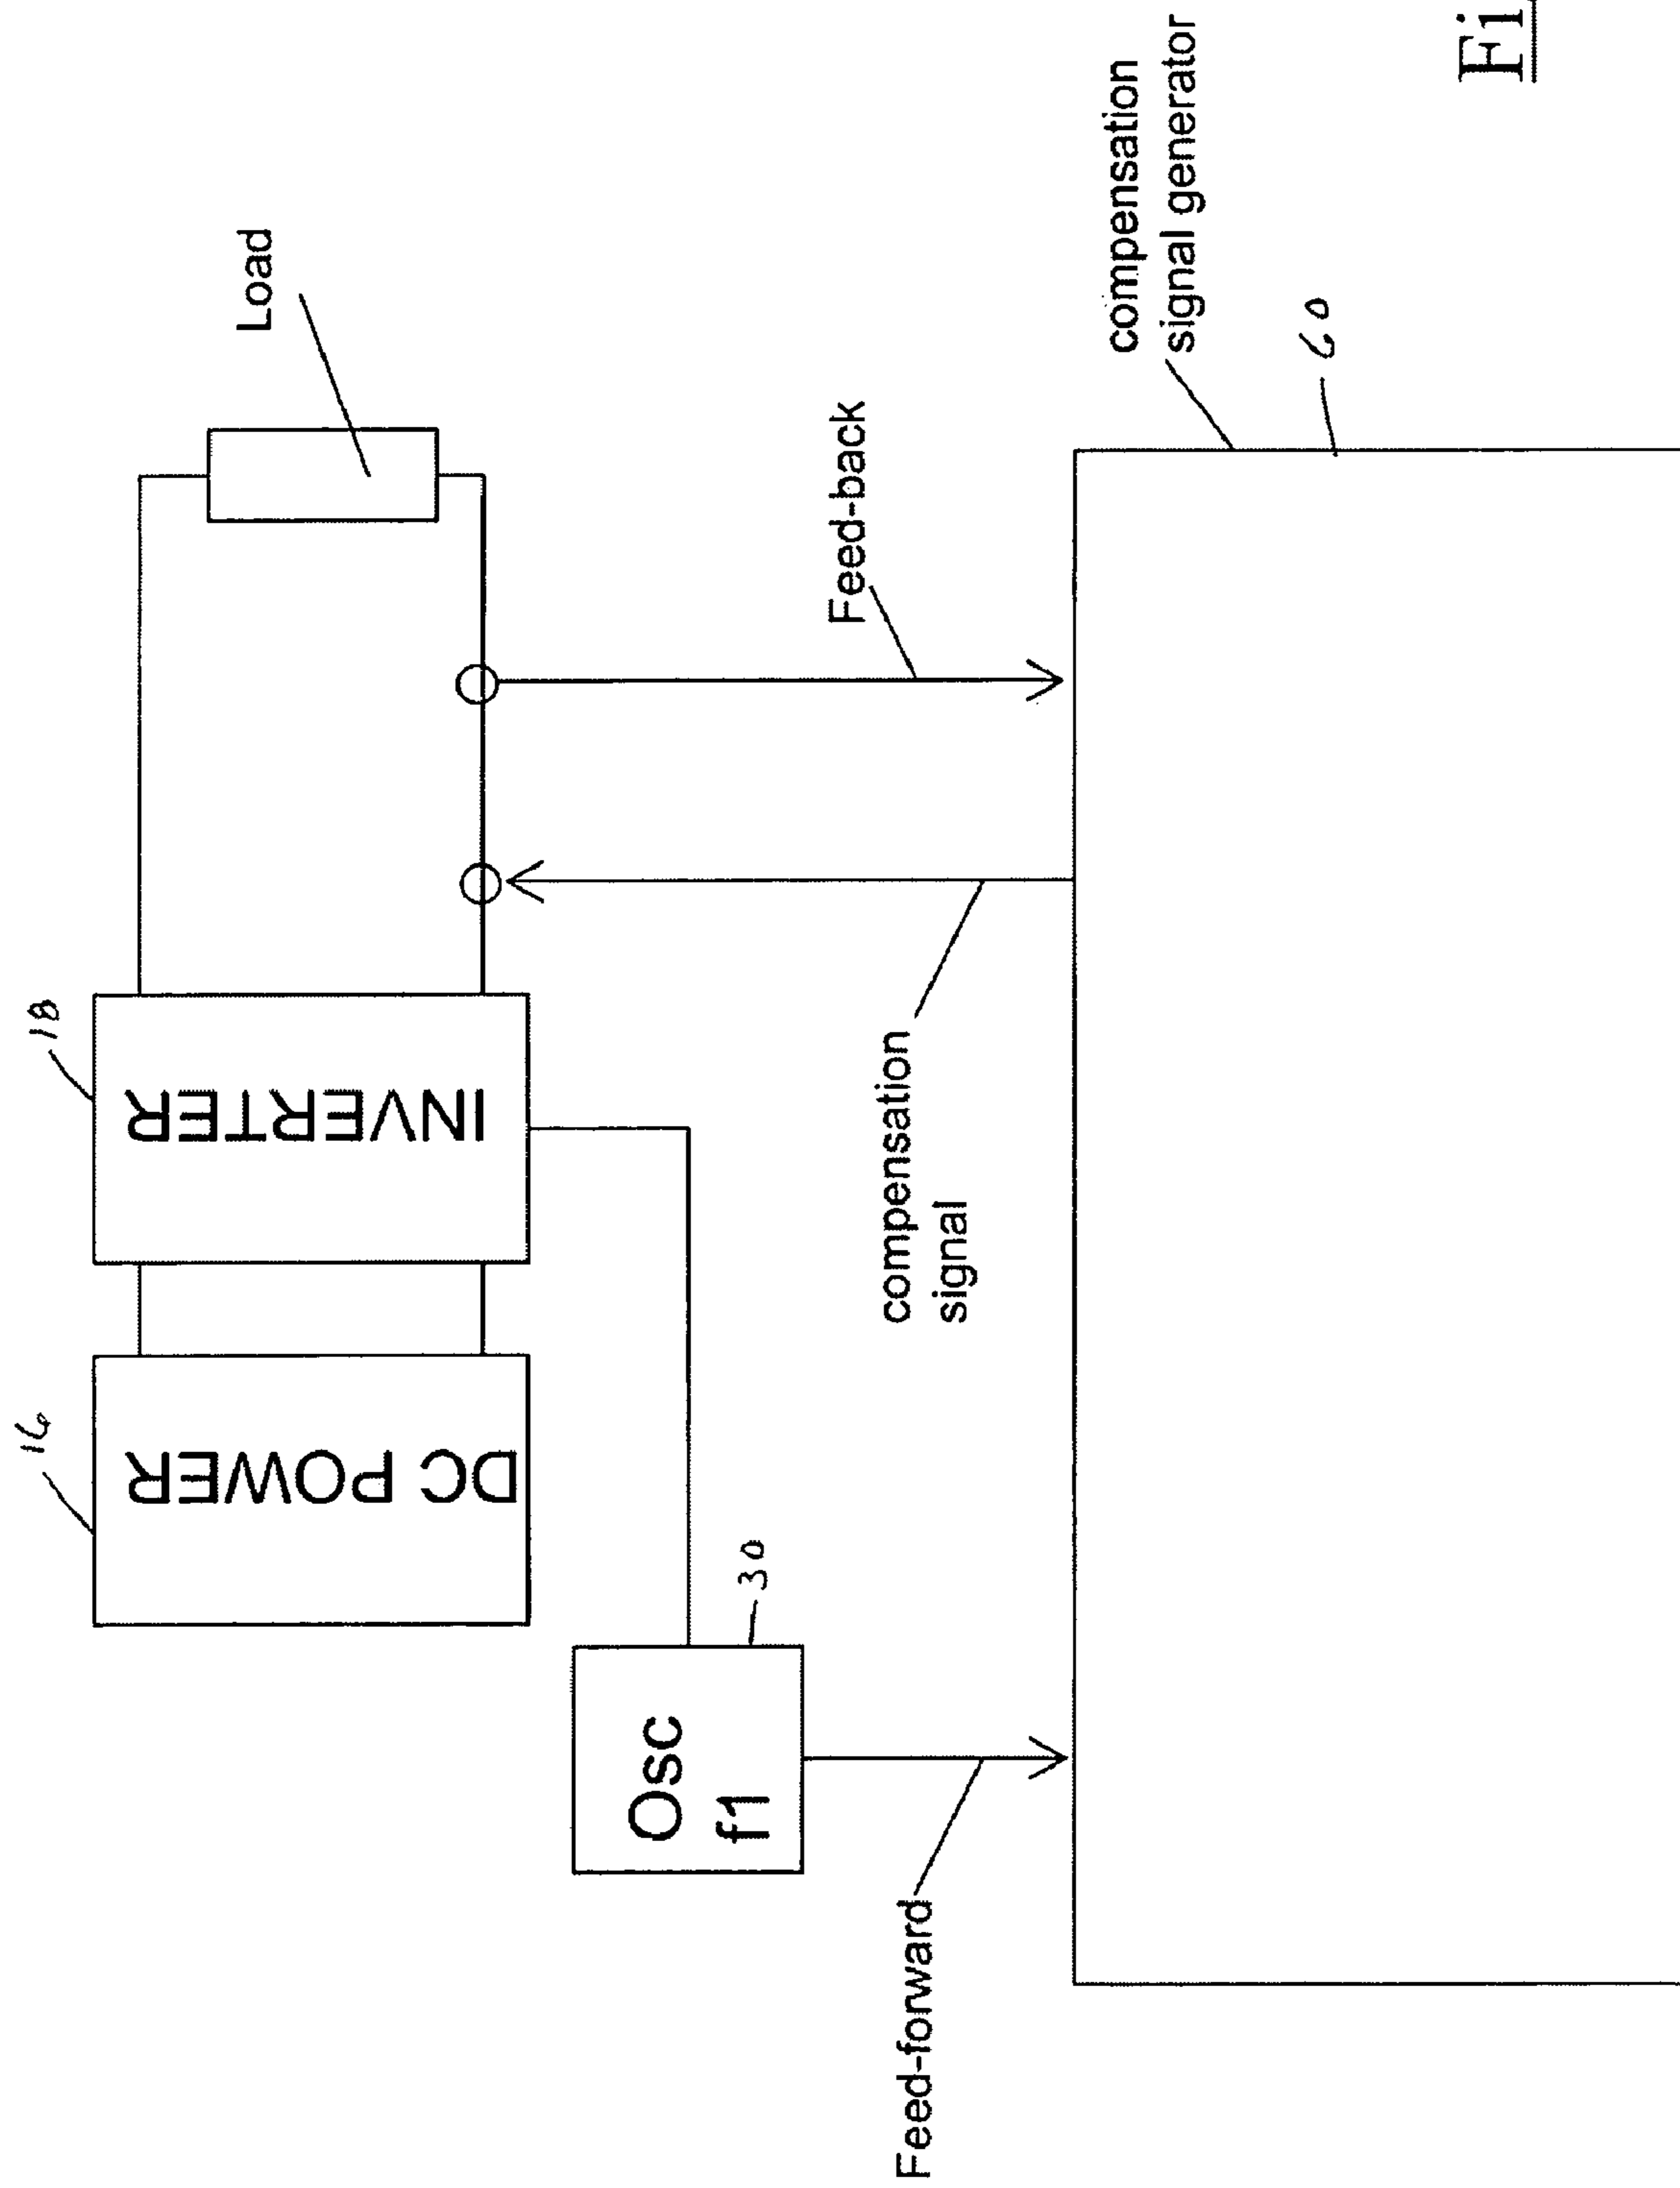 16
DC POWER
18
INVERTER
Load
Osc
f1
30
Feed-forward
compensation
signal
Feed-back
compensation
signal generator
60
Fi